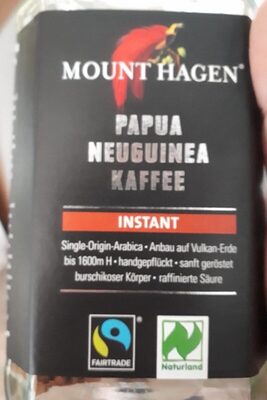 MOUNT HAGEN®
PAPUA
NEUGUINEA
KAFFEE
INSTANT
Single-Origin-Arabica • Anbau auf Vulkan-Erde
bis 1600m H • handgepflückt • sanft geröstet
burschikoser Körper • raffinierte Säure
FAIRTRADE
Naturland